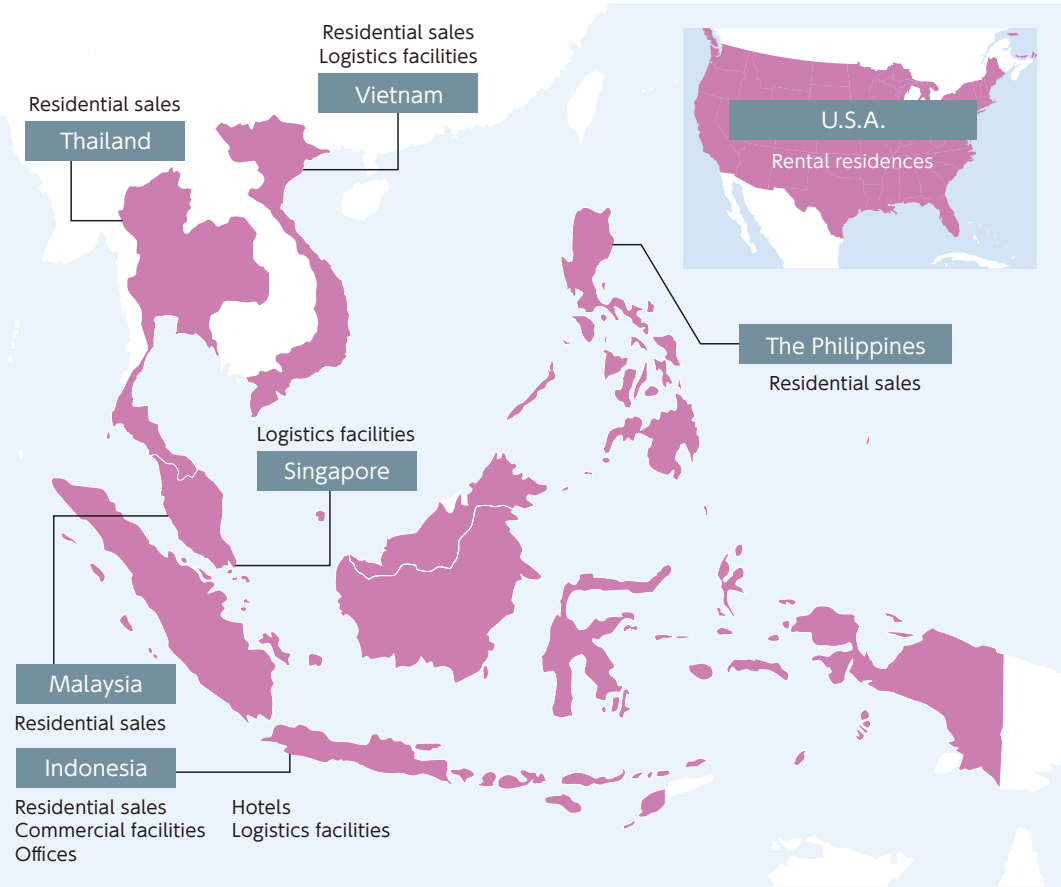 Residential sales
Logistics facilities
Vietnam
Residential sales
Thailand
U.S.A.
Rental residences
The Philippines
Residential sales
Logistics facilities
Singapore
Malaysia
Residential sales
Indonesia
Residential sales
Commercial facilities
Offices
Hotels
Logistics facilities